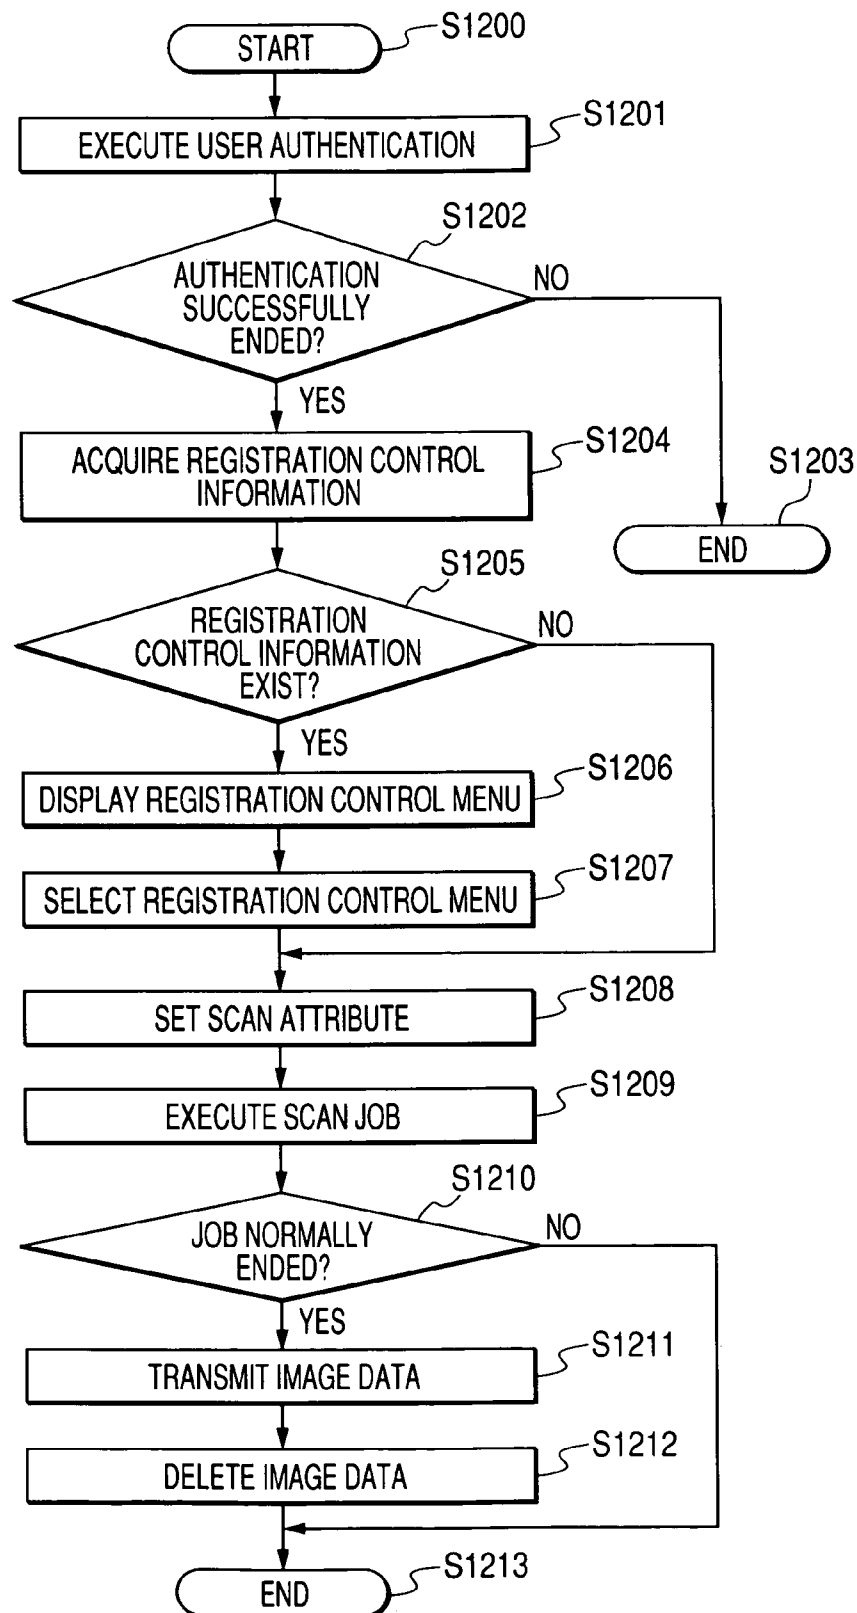 START
S1200
EXECUTE USER AUTHENTICATION
S1201
S1202
AUTHENTICATION
SUCCESSFULLY
ENDED?
NO
YES
ACQUIRE REGISTRATION CONTROL
INFORMATION
S1204
S1203
END
S1205
REGISTRATION
CONTROL INFORMATION
EXIST?
NO
YES
DISPLAY REGISTRATION CONTROL MENU
S1206
SELECT REGISTRATION CONTROL MENU
S1207
SET SCAN ATTRIBUTE
S1208
EXECUTE SCAN JOB
S1209
S1210
JOB NORMALLY
ENDED?
NO
YES
TRANSMIT IMAGE DATA
S1211
DELETE IMAGE DATA
S1212
END
S1213